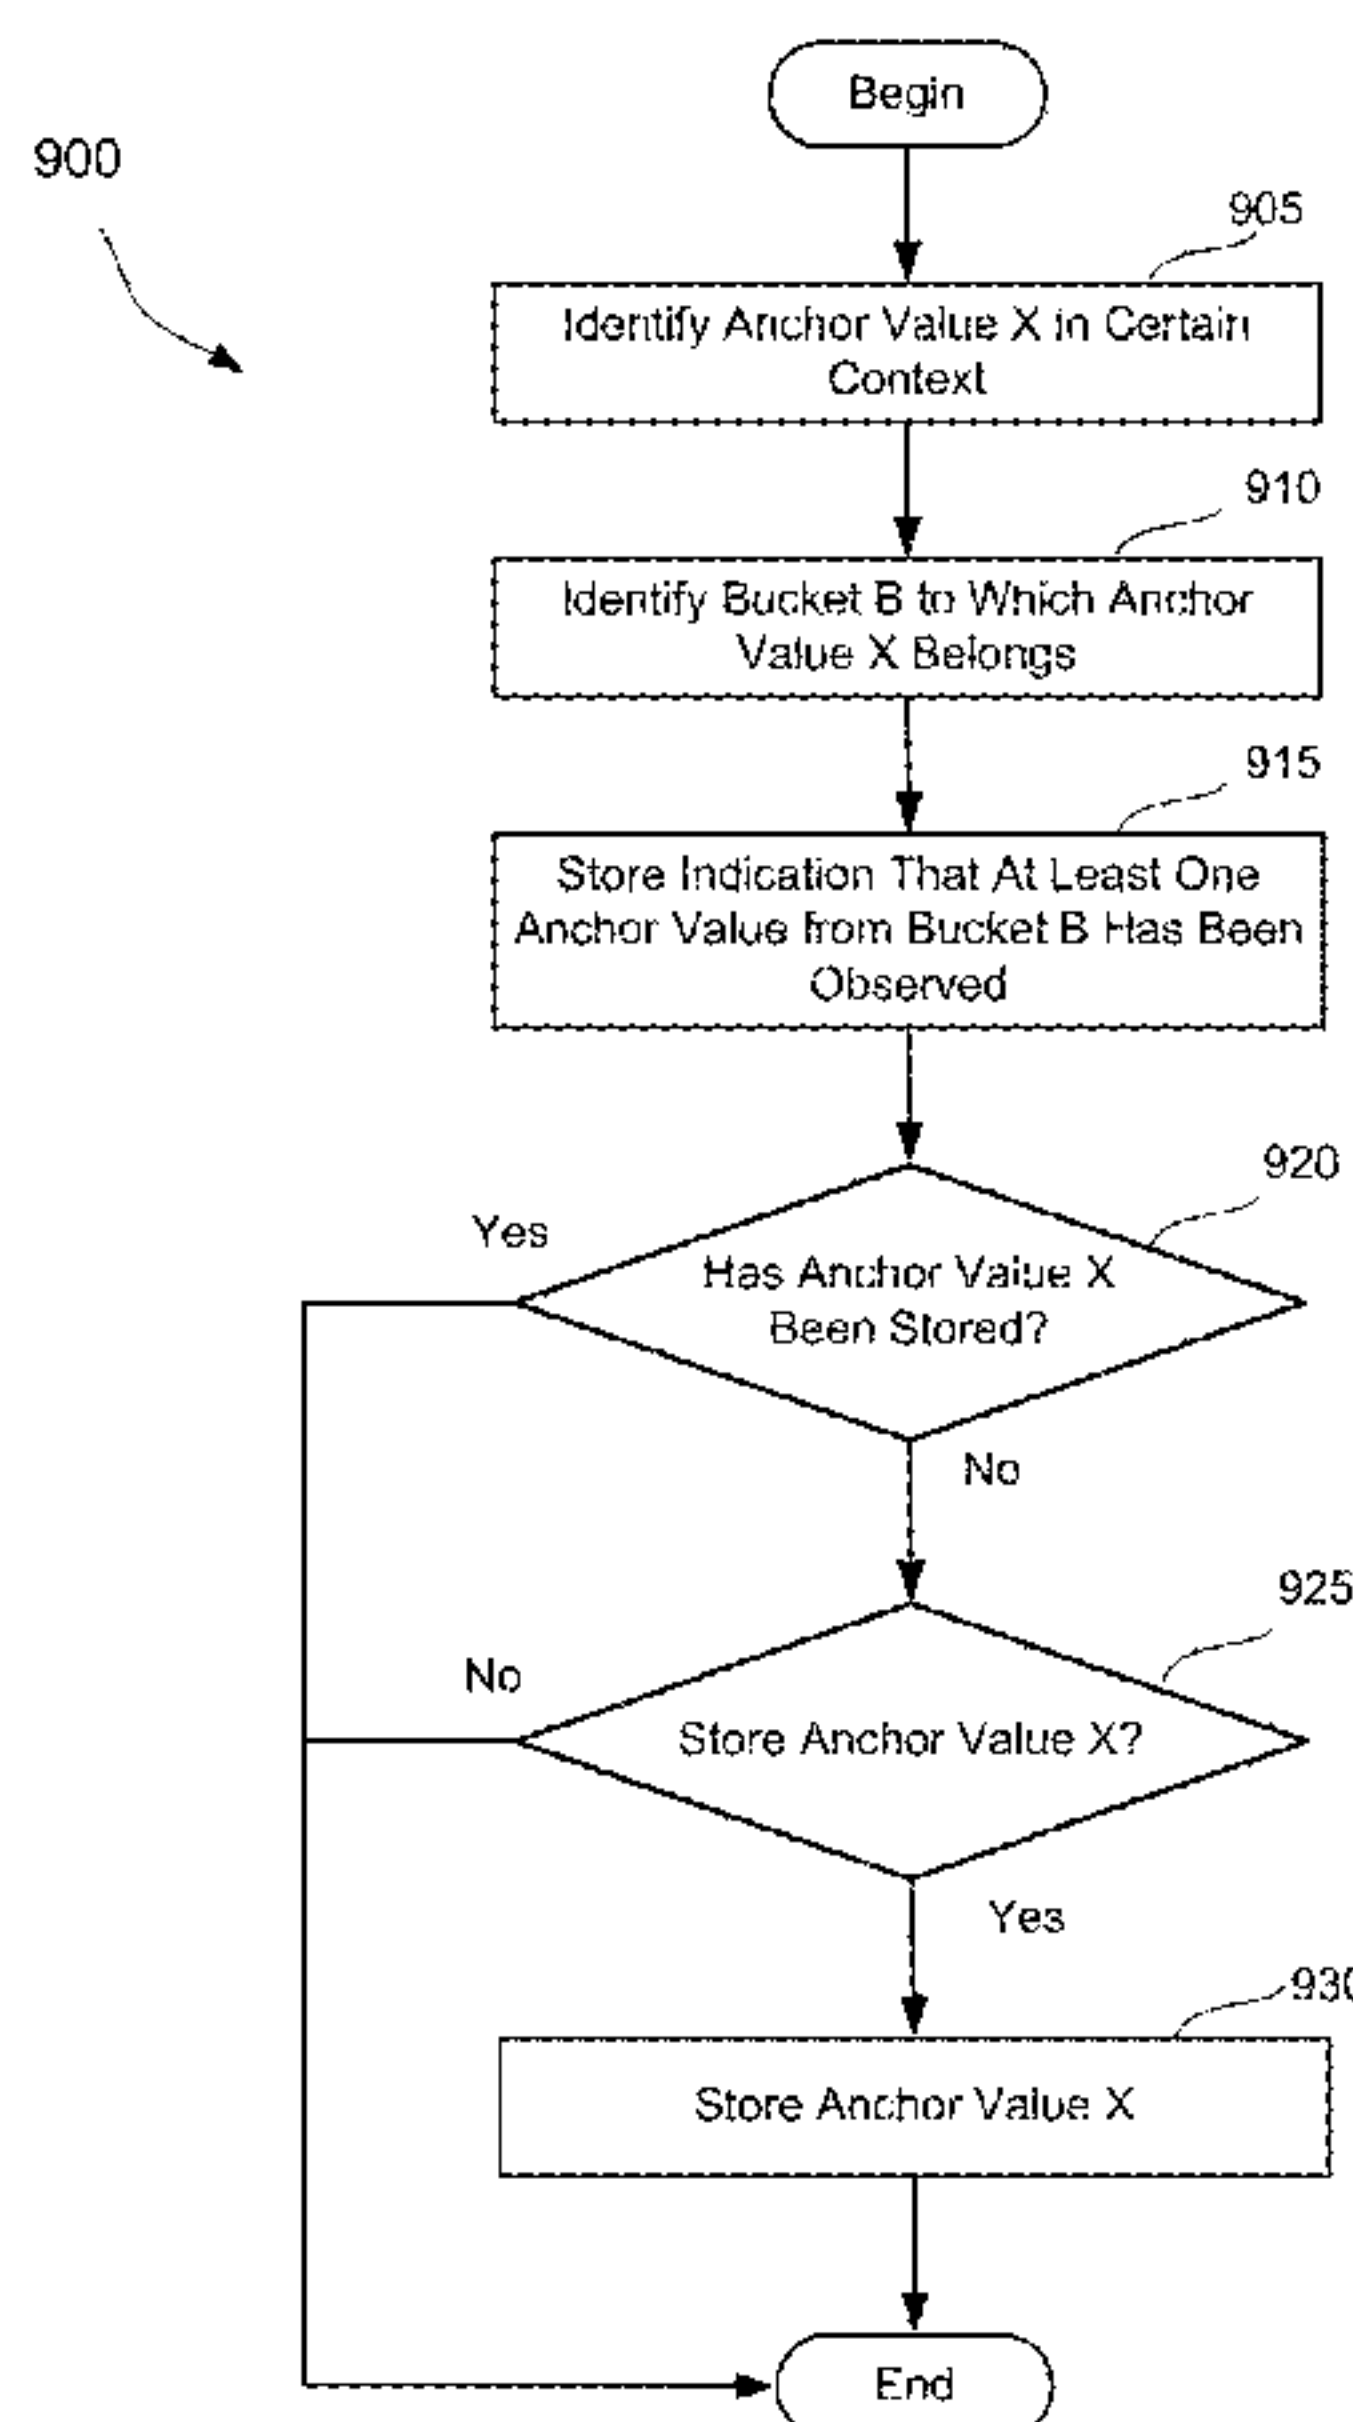 Begin
900
905
Identify Anchor Value X in Certain
Context
910
Identify Bucket B to Which Anchor
Value X Belongs
915
Store Indication That At Least One
Anchor Value from Bucket B Has Been
Observed
920
Yes
Has Anchor Value X
Been Stored?
No
925
No
Store Anchor Value X?
Yes
930
Store Anchor Value X
End